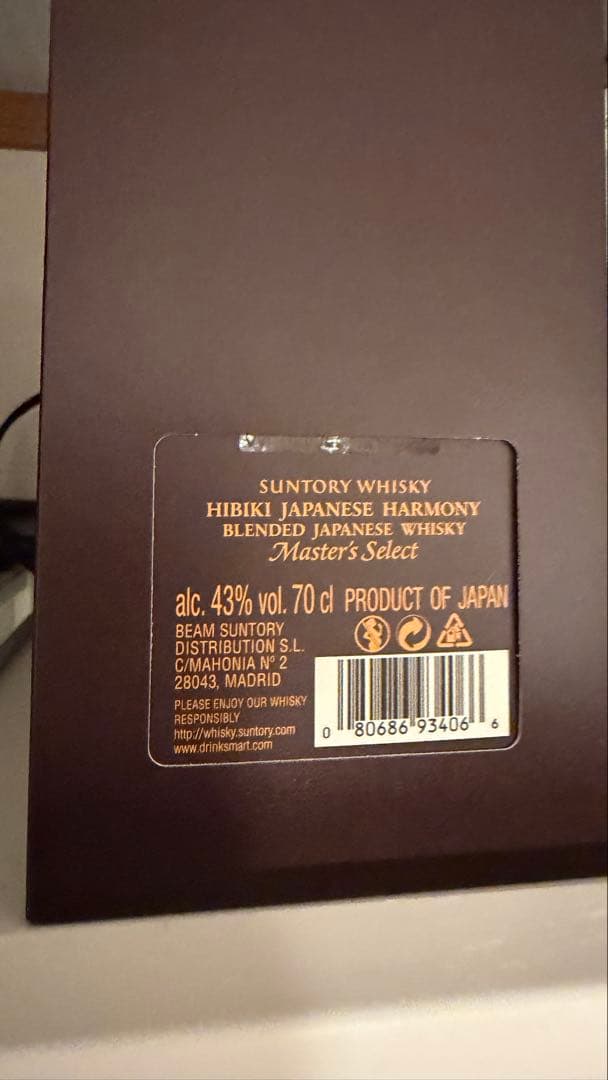 SUNTORY WHISKY
HIBIKI JAPANESE HARMONY
BLENDED JAPANESE WHISKY
Master's Select
alc. 43% vol. 70 cl PRODUCT OF JAPAN
BEAM SUNTORY
DISTRIBUTION S.L.
C/MAHONIA Nº 2
28043, MADRID
PLEASE ENJOY OUR WHISKY
RESPONSIBLY
http://whisky.suntory.com
www.drinksmart.com
0 80686 93406 6